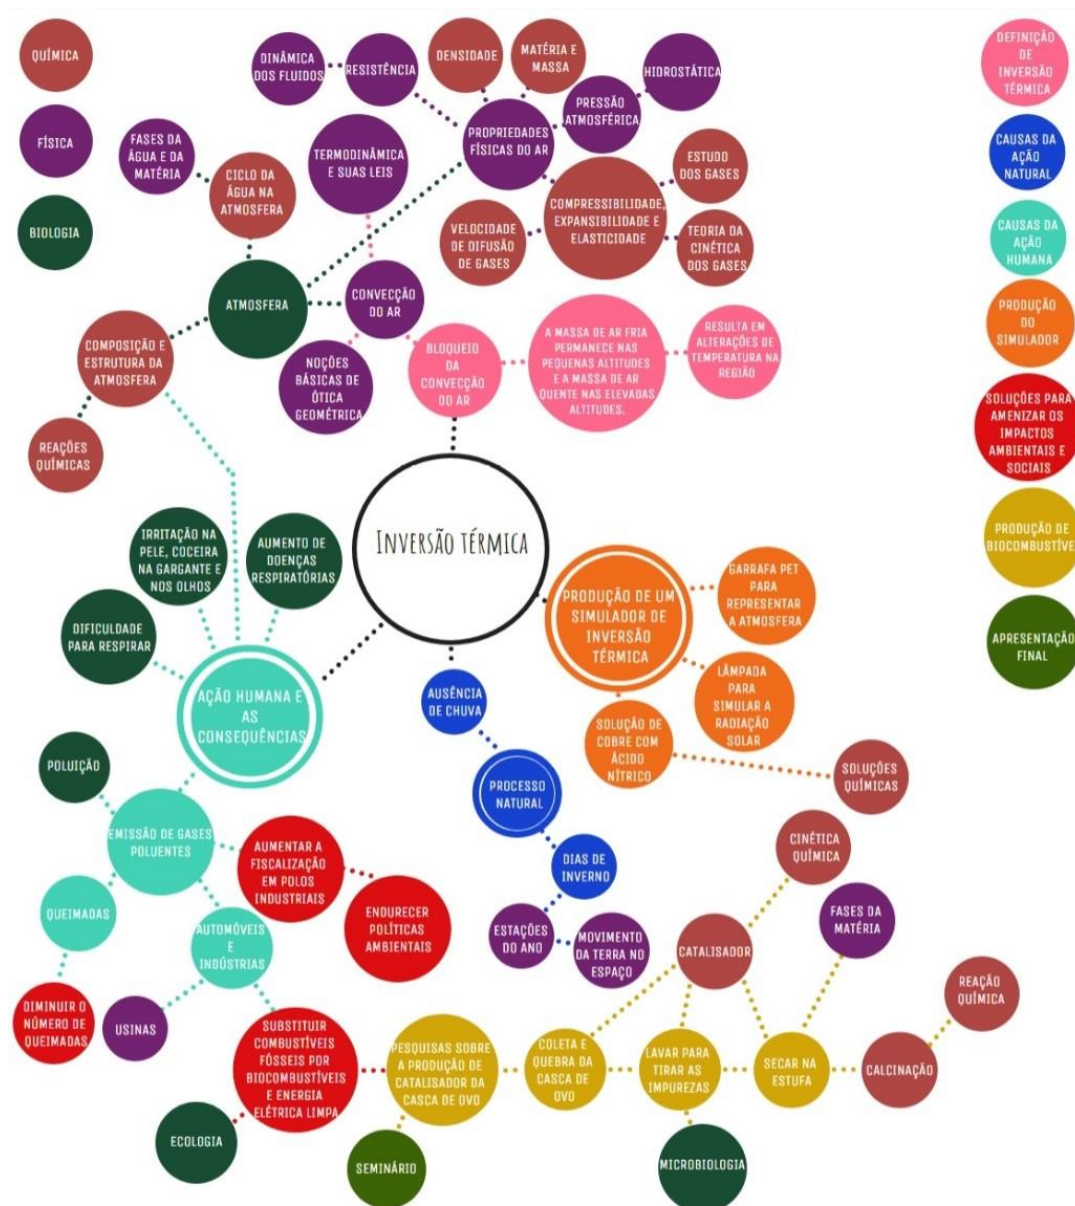 QUÍMICA
FÍSICA
BIOLOGIA
DINÂMICA
DOS FLUIDOS
RESISTÊNCIA
DENSIDADE
MATÉRIA E
MASSA
HIDROSTÁTICA
PRESSÃO
ATMOSFÉRICA
PROPRIEDADES
FÍSICAS DO AR
FASES DA
ÁGUA E DA
MATÉRIA
CICLO DA
ÁGUA NA
ATMOSFERA
TERMODINÂMICA
E SUAS LEIS
ESTUDO
DOS GASES
COMPRESSIBILIDADE,
EXPANSIBILIDADE E
ELASTICIDADE
VELOCIDADE
DE DIFUSÃO
DE GASES
TEORIA DA
CINÉTICA
DOS GASES
ATMOSFERA
CONVECÇÃO
DO AR
COMPOSIÇÃO E
ESTRUTURA DA
ATMOSFERA
NOÇÕES
BÁSICAS DE
ÓTICA
GEOMÉTRICA
BLOQUEIO
DA
CONVECÇÃO
DO AR
A MASSA DE AR FRIA
PERMANECE NAS
PEQUENAS ALTITUDES
E A MASSA DE AR
QUENTE NAS ELEVADAS
ALTITUDES.
RESULTA EM
ALTERAÇÕES DE
TEMPERATURA NA
REGIÃO
REAÇÕES
QUÍMICAS
INVERSÃO TÉRMICA
IRRITAÇÃO NA
PELE, COCEIRA
NA GARGANTE E
NOS OLHOS
AUMENTO DE
DOENÇAS
RESPIRATÓRIAS
DIFICULDADE
PARA RESPIRAR
AÇÃO HUMANA E
AS
CONSEQUÊNCIAS
PRODUÇÃO DE UM
SIMULADOR DE
INVERSÃO
TÉRMICA
GARRAFA PET
PARA
REPRESENTAR
A ATMOSFERA
LÂMPADA
PARA
SIMULAR A
RADIAÇÃO
SOLAR
SOLUÇÃO DE
COBRE COM
ÁCIDO
NÍTRICO
SOLUÇÕES
QUÍMICAS
AUSÊNCIA
DE CHUVA
PROCESSO
NATURAL
DIAS DE
INVERNO
ESTAÇÕES
DO ANO
MOVIMENTO
DA TERRA NO
ESPAÇO
POLUIÇÃO
EMISSÃO DE GASES
POLUENTES
AUMENTAR A
FISCALIZAÇÃO
EM POLOS
INDUSTRIAIS
ENDURECER
POLÍTICAS
AMBIENTAIS
QUEIMADAS
AUTOMÓVEIS
E
INDÚSTRIAS
DIMINUIR O
NÚMERO DE
QUEIMADAS
USINAS
SUBSTITUIR
COMBUSTÍVEIS
FÓSSEIS POR
BIOCOMBUSTÍVEIS
E ENERGIA
ELÉTRICA LIMPA
ECOLOGIA
PESQUISAS SOBRE
A PRODUÇÃO DE
CATALISADOR DA
CASCA DE OVO
SEMINÁRIO
COLETA E
QUEBRA DA
CASCA DE
OVO
LAVAR PARA
TIRAR AS
IMPUREZAS
MICROBIOLOGIA
SECAR NA
ESTUFA
CATALISADOR
CINÉTICA
QUÍMICA
FASES DA
MATÉRIA
CALCINAÇÃO
REAÇÃO
QUÍMICA
DEFINIÇÃO
DE
INVERSÃO
TÉRMICA
CAUSAS DA
AÇÃO
NATURAL
CAUSAS DA
AÇÃO
HUMANA
PRODUÇÃO
DO
SIMULADOR
SOLUÇÕES PARA
AMENIZAR OS
IMPACTOS
AMBIENTAIS E
SOCIAIS
PRODUÇÃO DE
BIOCOMBUSTÍVE
APRESENTAÇÃO
FINAL